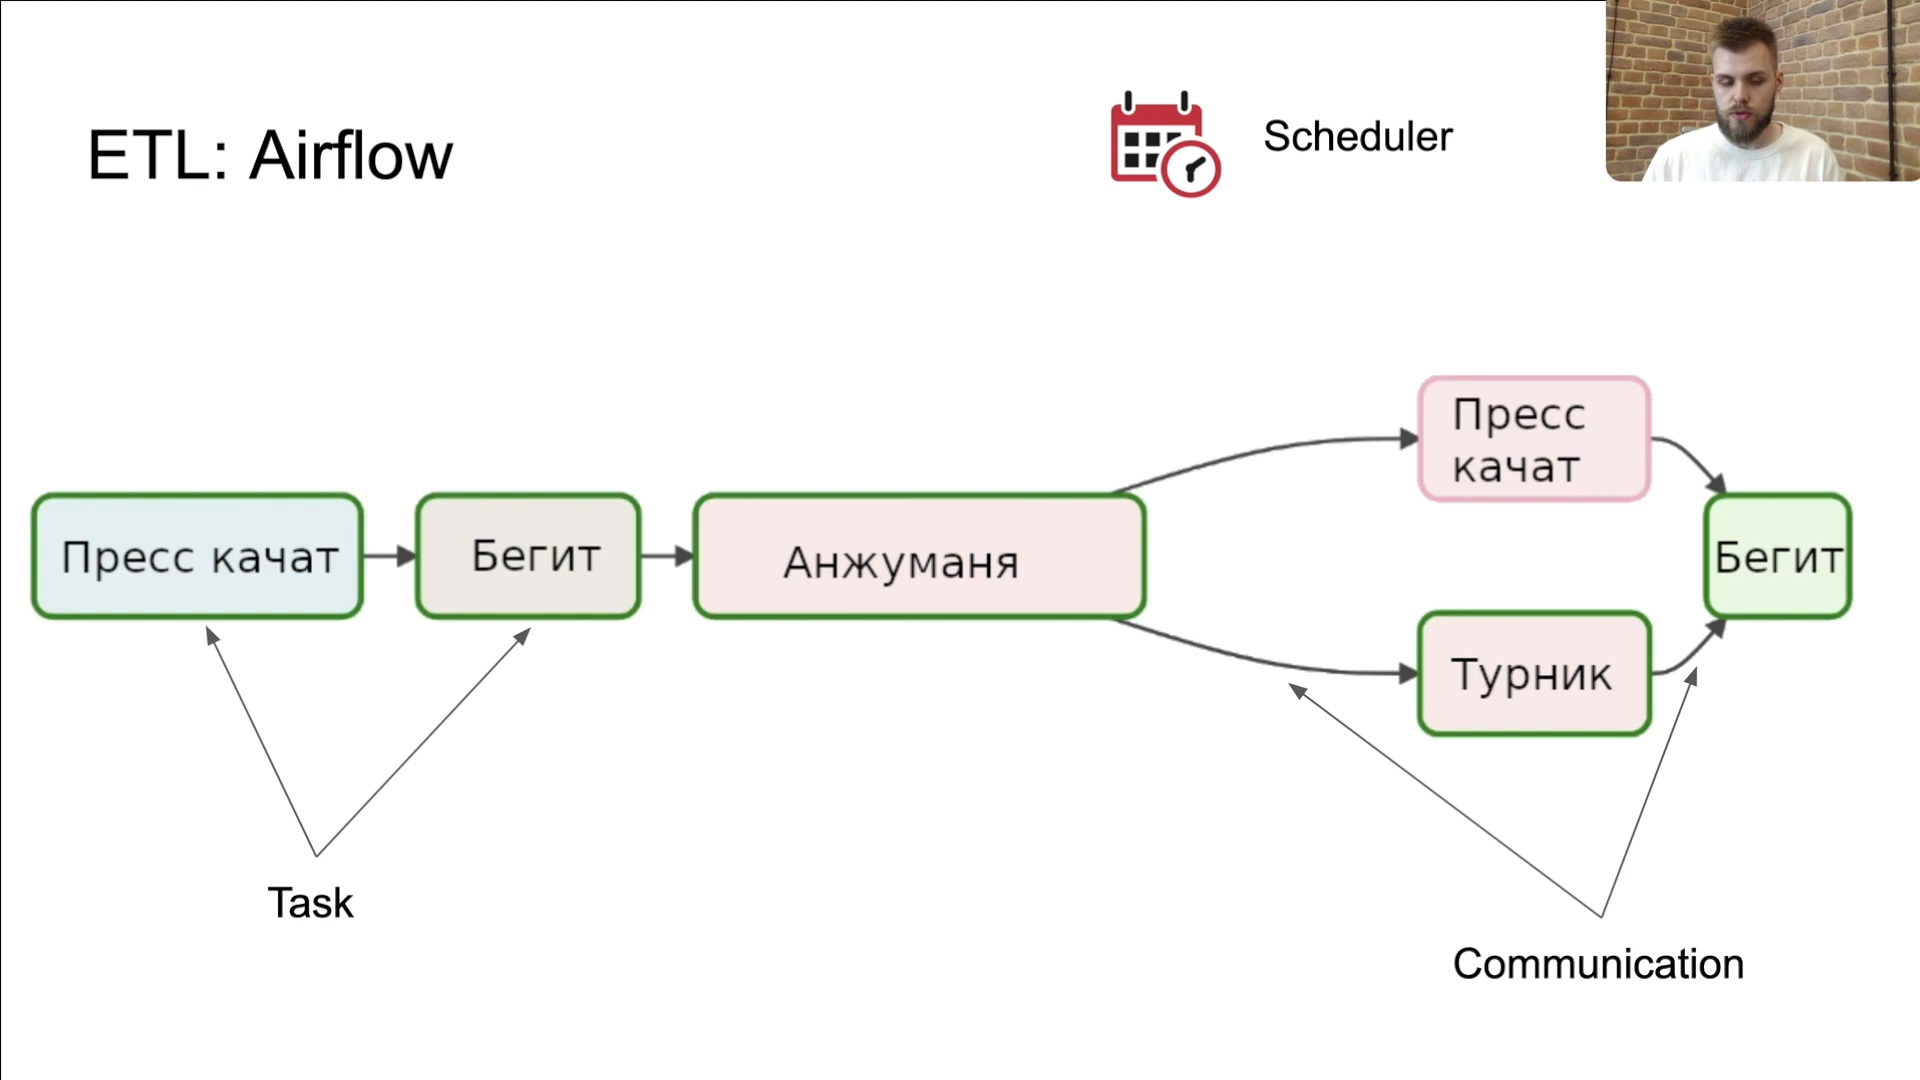 ETL: Airflow
Scheduler
Пресс качат
Бегит
Анжуманя
Пресс
качат
Турник
Бегит
Task
Communication